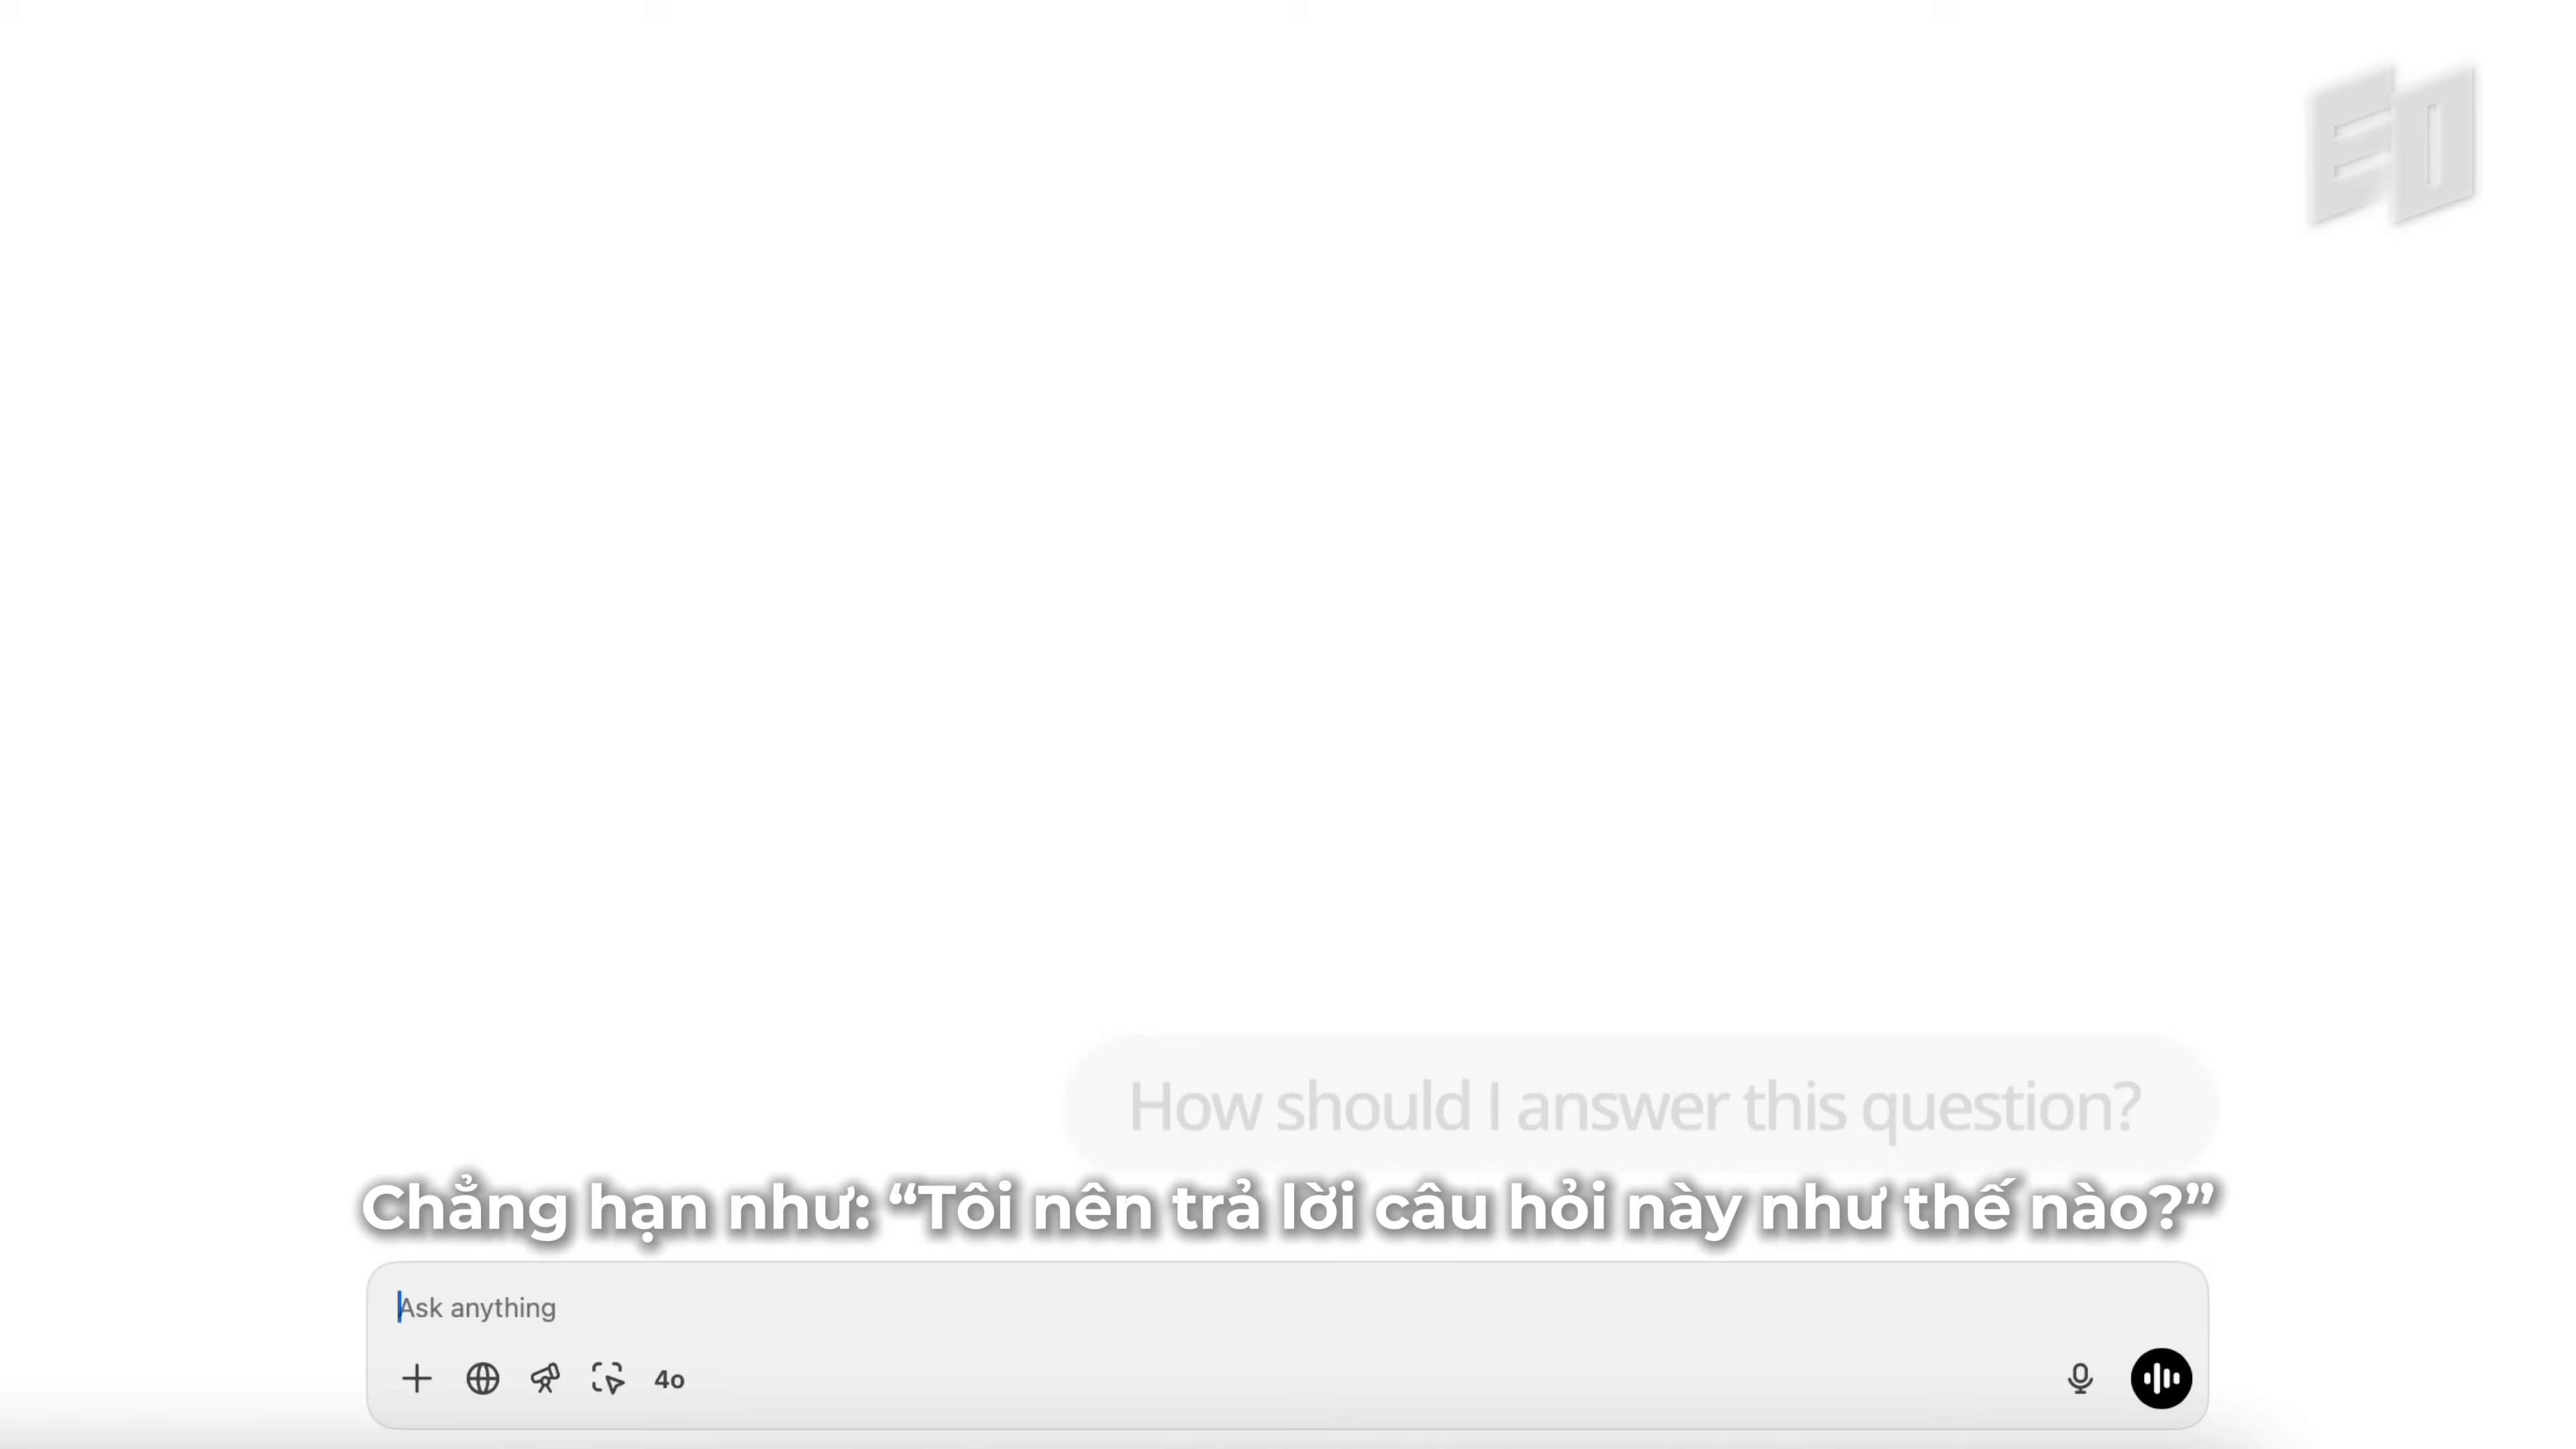 EO
How should I answer this question?
Chẳng hạn như: “Tôi nên trả lời câu hỏi này như thế nào?”
Ask anything
4o